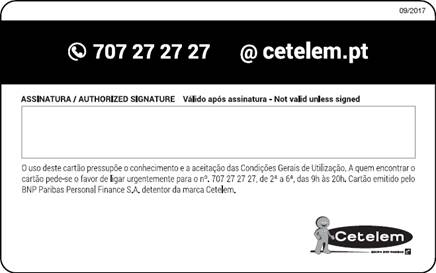 09/2017
707 27 27 27 @ cetelem.pt
ASSINATURA / AUTHORIZED SIGNATURE Válido após assinatura - Not valid unless signed
O uso deste cartão pressupõe o conhecimento e a aceitação das Condições Gerais de Utilização. A quem encontrar o
cartão pede-se o favor de ligar urgentemente para o nº. 707 27 27 27, de 2ª a 6ª, das 9h às 20h. Cartão emitido pelo
BNP Paribas Personal Finance S.A. detentor da marca Cetelem.
Cetelem